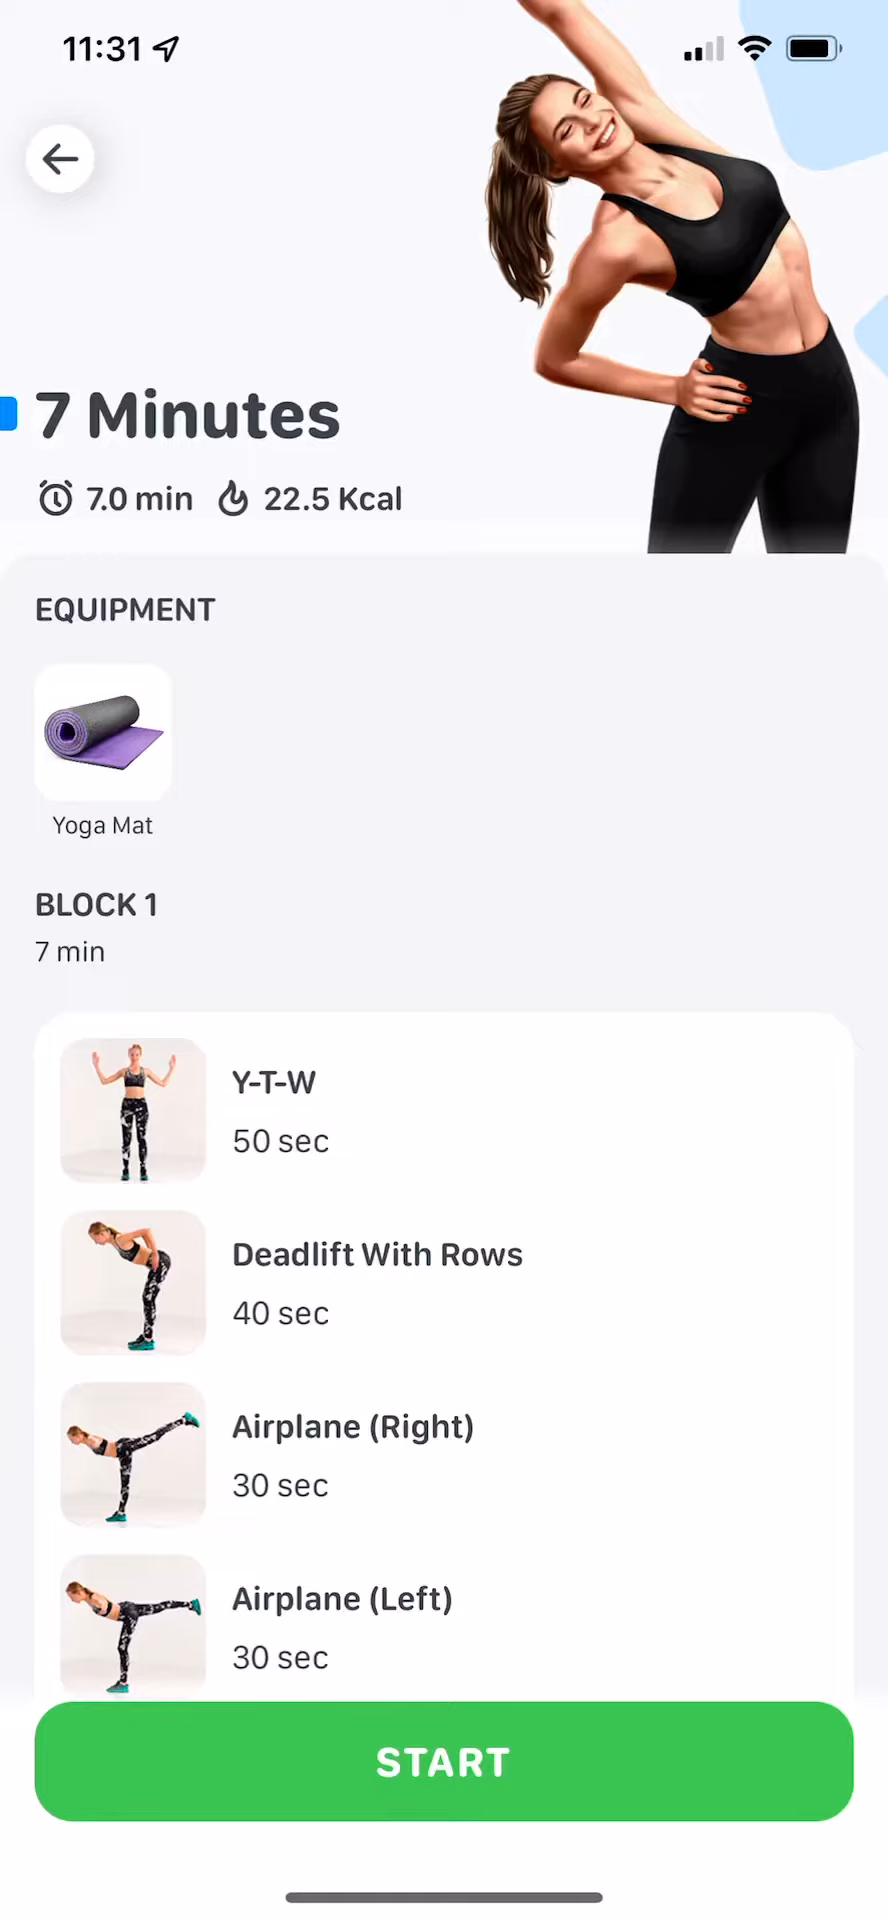 11:31
7 Minutes
7.0 min 22.5 Kcal
EQUIPMENT
Yoga Mat
BLOCK 1
7 min
Y-T-W
50 sec
Deadlift With Rows
40 sec
Airplane (Right)
30 sec
Airplane (Left)
30 sec
START